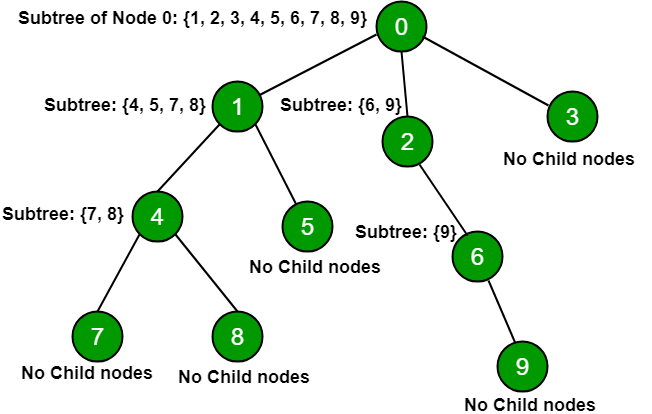 Subtree of Node 0: {1, 2, 3, 4, 5, 6, 7, 8, 9}
0
Subtree: {4, 5, 7, 8}
1
Subtree: {6, 9}
2
3
No Child nodes
Subtree: {7, 8}
4
5
No Child nodes
Subtree: {9}
6
7
No Child nodes
8
No Child nodes
9
No Child nodes